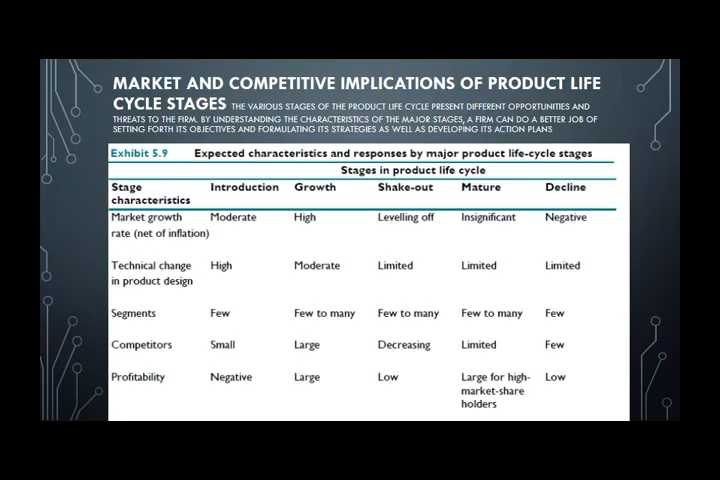 MARKET AND COMPETITIVE IMPLICATIONS OF PRODUCT LIFE
CYCLE STAGES THE VARIOUS STAGES OF THE PRODUCT LIFE CYCLE PRESENT DIFFERENT OPPORTUNITIES AND
THREATS TO THE FIRM. BY UNDERSTANDING THE CHARACTERISTICS OF THE MAJOR STAGES, A FIRM CAN DO A BETTER JOB OF
SETTING FORTH ITS OBJECTIVES AND FORMULATING ITS STRATEGIES AS WELL AS DEVELOPING ITS ACTION PLANS
Exhibit 5.9 Expected characteristics and responses by major product life-cycle stages
Stages in product life cycle
Stage Introduction Growth Shake-out Mature Decline
characteristics
Market growth Moderate High Levelling off Insignificant Negative
rate (net of inflation)
Technical change High Moderate Limited Limited Limited
in product design
Segments Few Few to many Few to many Few to many Few
Competitors Small Large Decreasing Limited Few
Profitability Negative Large Low Large for high- Low
market-share
holders